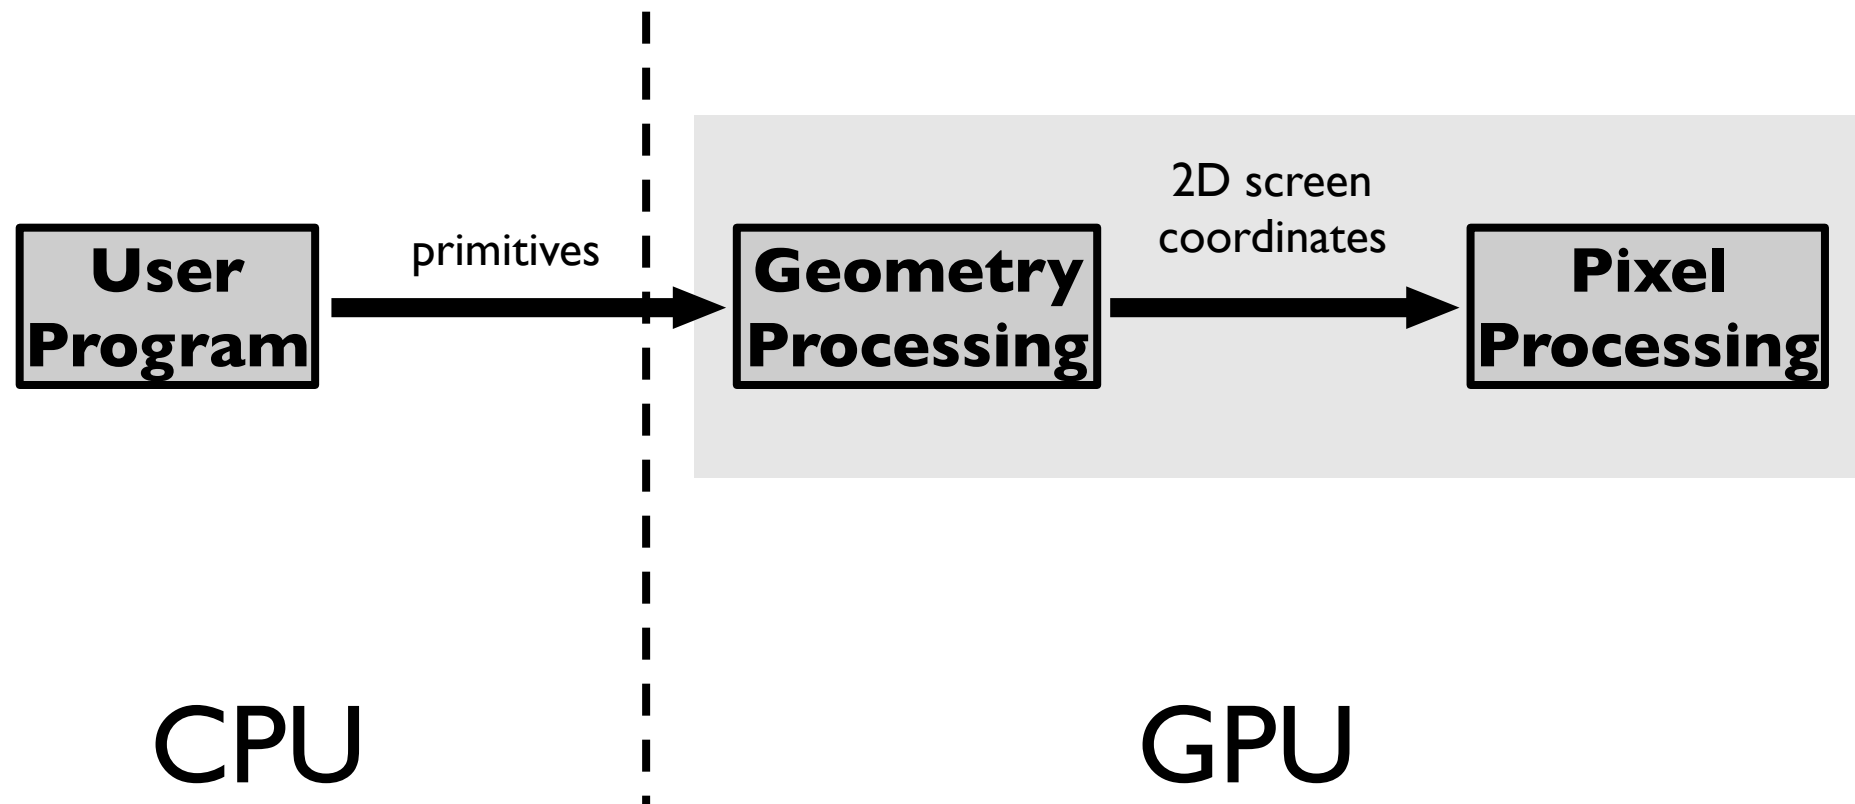 User
Program
primitives
Geometry
Processing
2D screen
coordinates
Pixel
Processing
CPU
GPU